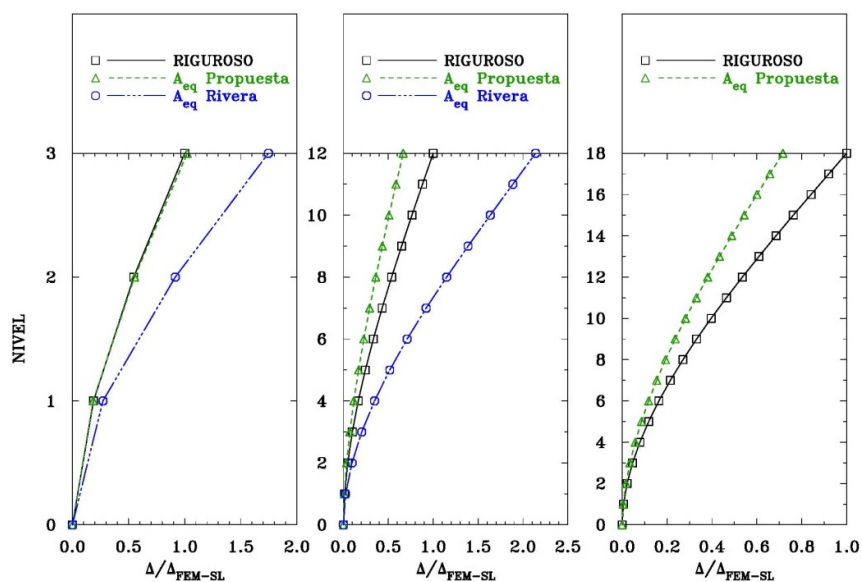 RIGUROSO
A_eq Propuesta
A_eq Rivera
RIGUROSO
A_eq Propuesta
A_eq Rivera
RIGUROSO
A_eq Propuesta
NIVEL
3
2
1
0
0.0 0.5 1.0 1.5 2.0
Δ/Δ_FEM-SL
12
10
8
6
4
2
0
0.0 0.5 1.0 1.5 2.0 2.5
Δ/Δ_FEM-SL
18
16
14
12
10
8
6
4
2
0
0.0 0.2 0.4 0.6 0.8 1.0
Δ/Δ_FEM-SL